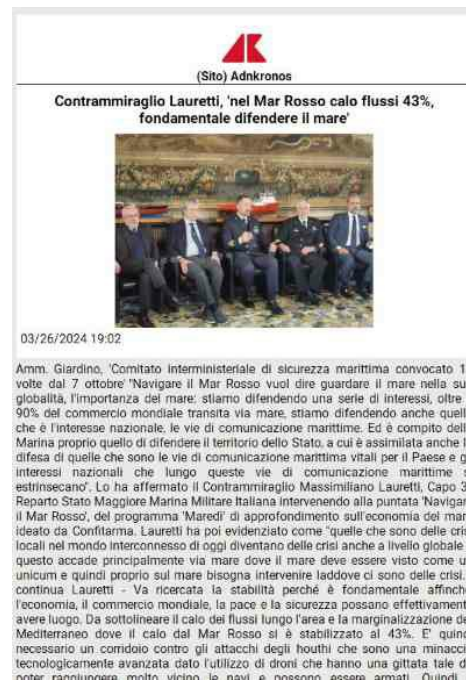 (Sito) Adnkronos
Contrammiraglio Lauretti, 'nel Mar Rosso calo flussi 43%,
fondamentale difendere il mare'
03/26/2024 19:02
Amm. Giardino, 'Comitato interministeriale di sicurezza marittima convocato 1
volte dal 7 ottobre' "Navigare il Mar Rosso vuol dire guardare il mare nella su
globalità, l'importanza del mare: stiamo difendendo una serie di interessi, oltre
90% del commercio mondiale transita via mare, stiamo difendendo anche quell
che è l'interesse nazionale, le vie di comunicazione marittime. Ed è compito dell
Marina proprio quello di difendere il territorio dello Stato, a cui è assimilata anche l
difesa di quelle che sono le vie di comunicazione marittima vitali per il Paese e g
interessi nazionali che lungo queste vie di comunicazione marittime s
estrinsecano". Lo ha affermato il Contrammiraglio Massimiliano Lauretti, Capo 3
Reparto Stato Maggiore Marina Militare Italiana intervenendo alla puntata 'Navigar
il Mar Rosso', del programma 'Maredì' di approfondimento sull'economia del mar
ideato da Confitarma. Lauretti ha poi evidenziato come "quelle che sono delle cris
locali nel mondo interconnesso di oggi diventano delle crisi anche a livello globale
questo accade principalmente via mare dove il mare deve essere visto come u
unicum e quindi proprio sul mare bisogna intervenire laddove ci sono delle crisi.
continua Lauretti - Va ricercata la stabilità perché è fondamentale affinch
l'economia, il commercio mondiale, la pace e la sicurezza possano effettivament
avere luogo. Da sottolineare il calo dei flussi lungo l'area e la marginalizzazione de
Mediterraneo dove il calo dal Mar Rosso si è stabilizzato al 43%. E' quind
necessario un corridoio contro gli attacchi degli houthi che sono una minacci
tecnologicamente avanzata dato l'utilizzo di droni che hanno una gittata tale d
poter raggiungere molto vicino le navi e possono essere armati. Quindi